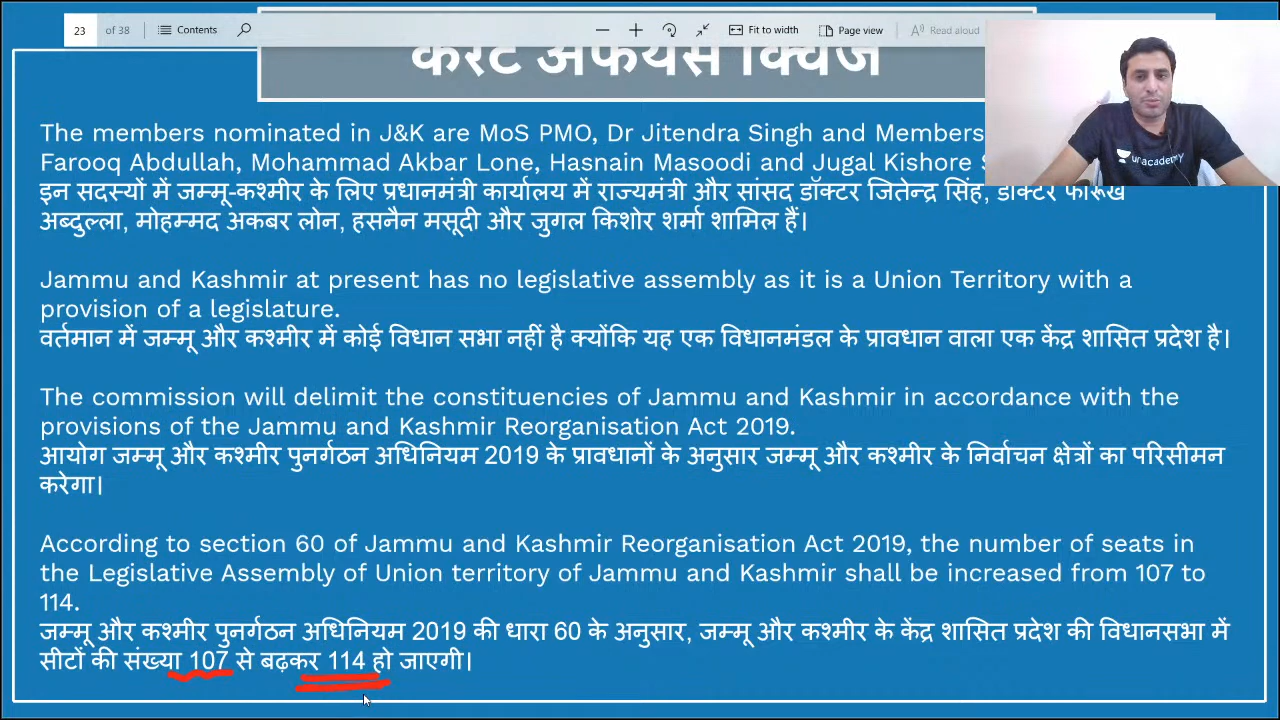 23 of 38 Contents Fit to width Page view Read aloud
करंट अफेयर्स क्विज
The members nominated in J&K are MoS PMO, Dr Jitendra Singh and Members
Farooq Abdullah, Mohammad Akbar Lone, Hasnain Masoodi and Jugal Kishore S
unacademy
इन सदस्यों में जम्मू-कश्मीर के लिए प्रधानमंत्री कार्यालय में राज्यमंत्री और सांसद डॉक्टर जितेन्द्र सिंह, डॉक्टर फारूख
अब्दुल्ला, मोहम्मद अकबर लोन, हसनैन मसूदी और जुगल किशोर शर्मा शामिल हैं।
Jammu and Kashmir at present has no legislative assembly as it is a Union Territory with a
provision of a legislature.
वर्तमान में जम्मू और कश्मीर में कोई विधान सभा नहीं है क्योंकि यह एक विधानमंडल के प्रावधान वाला एक केंद्र शासित प्रदेश है।
The commission will delimit the constituencies of Jammu and Kashmir in accordance with the
provisions of the Jammu and Kashmir Reorganisation Act 2019.
आयोग जम्मू और कश्मीर पुनर्गठन अधिनियम 2019 के प्रावधानों के अनुसार जम्मू और कश्मीर के निर्वाचन क्षेत्रों का परिसीमन
करेगा।
According to section 60 of Jammu and Kashmir Reorganisation Act 2019, the number of seats in
the Legislative Assembly of Union territory of Jammu and Kashmir shall be increased from 107 to
114.
जम्मू और कश्मीर पुनर्गठन अधिनियम 2019 की धारा 60 के अनुसार, जम्मू और कश्मीर के केंद्र शासित प्रदेश की विधानसभा में
सीटों की संख्या 107 से बढ़कर 114 हो जाएगी।